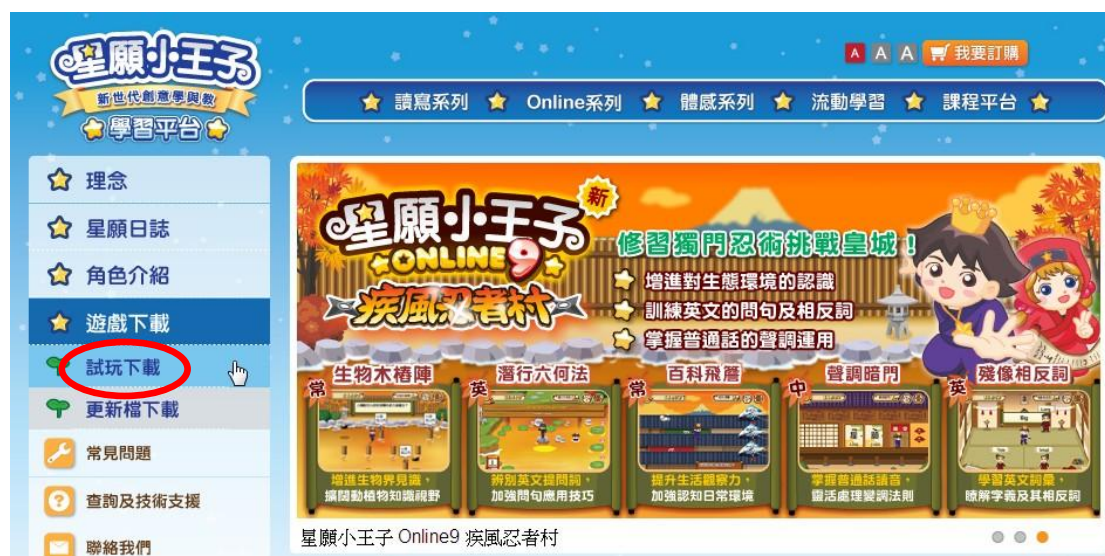 星願小王子
新世代創意學與教
學習平台
A A A 我要訂購
讀寫系列 Online系列 體感系列 流動學習 課程平台
理念
星願日誌
角色介紹
遊戲下載
試玩下載
更新檔下載
常見問題
查詢及技術支援
聯絡我們
星願小王子 新
ONLINE 9
疾風忍者村
修習獨門忍術挑戰皇城！
增進對生態環境的認識
訓練英文的問句及相反詞
掌握普通話的聲調運用
生物木樁陣
常
增進生物界見識，
擴闊動植物知識視野
潛行六何法
英
辨別英文提問詞，
加強問句應用技巧
百科飛簷
常
提升生活觀察力，
加強認知日常環境
聲調暗門
中
掌握普通話讀音，
靈活處理變調法則
殘像相反詞
英
學習英文詞彙，
瞭解字義及其相反詞
星願小王子 Online9 疾風忍者村